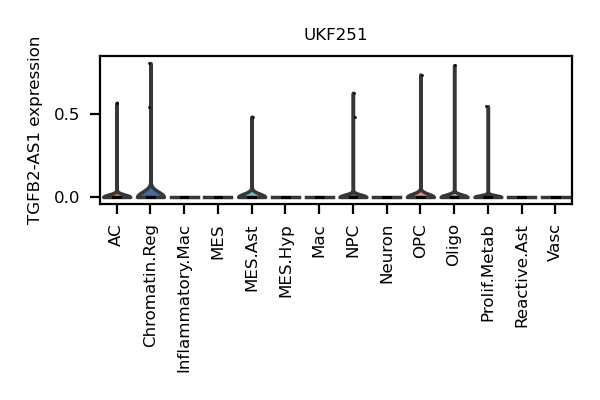 UKF251
TGFB2-AS1 expression
0.5
0.0
AC
Chromatin.Reg
Inflammatory.Mac
MES
MES.Ast
MES.Hyp
Mac
NPC
Neuron
OPC
Oligo
Prolif.Metab
Reactive.Ast
Vasc